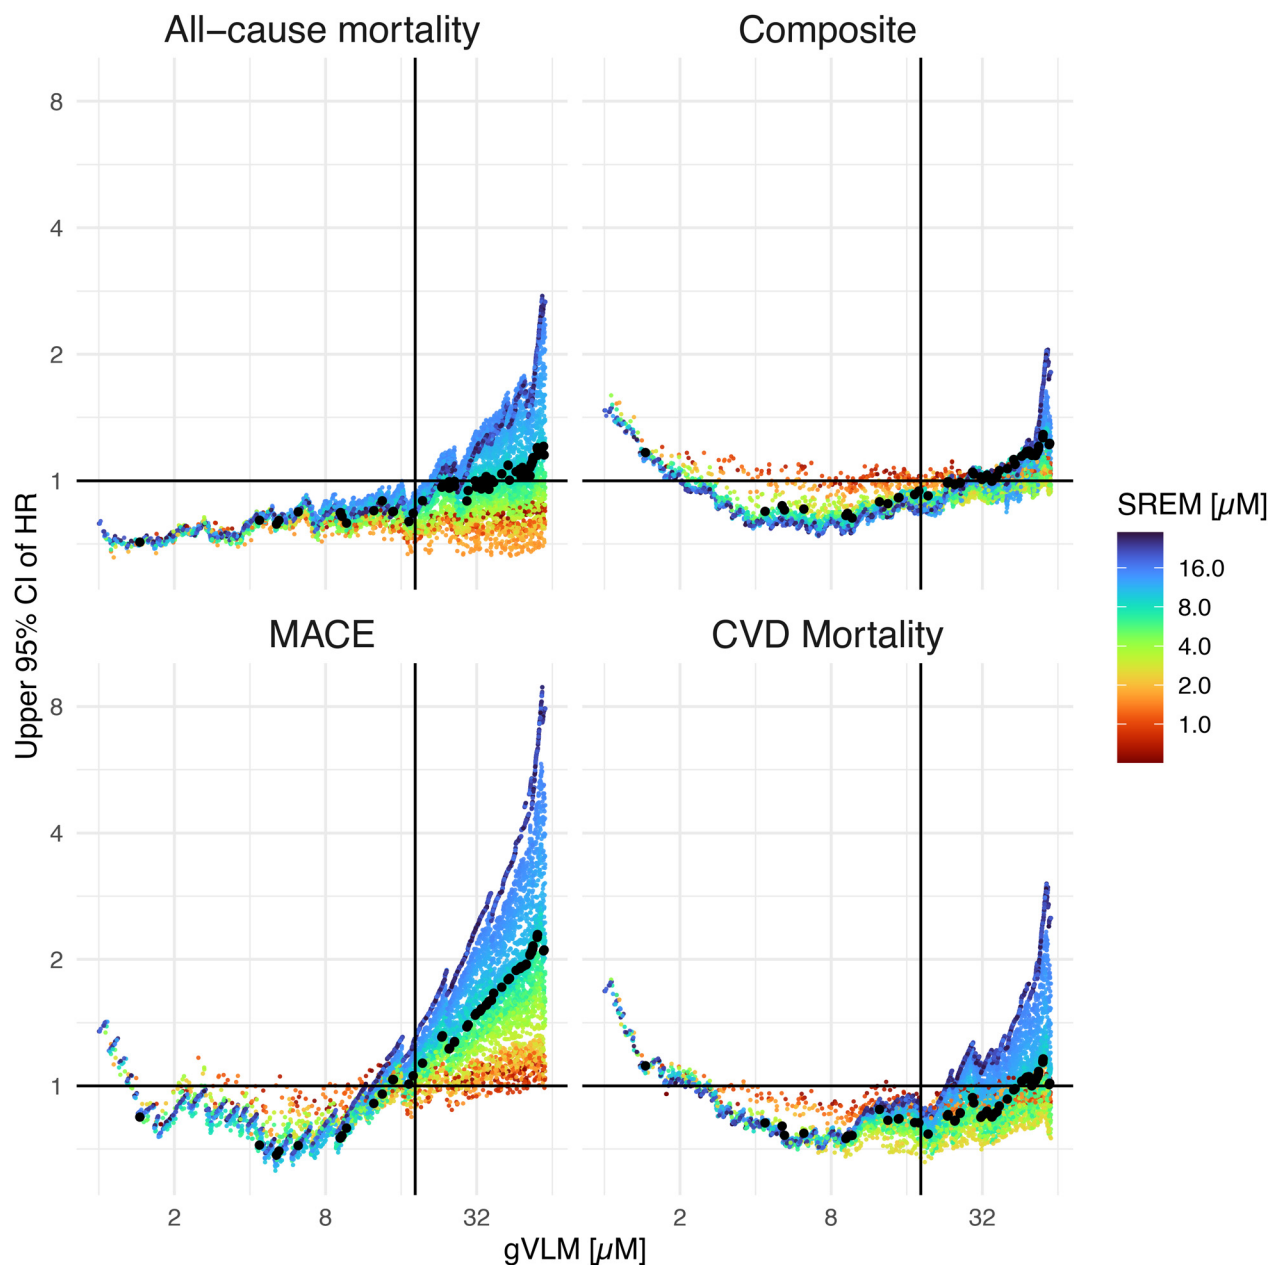 All−cause mortality
Composite
8
4
2
1
MACE
CVD Mortality
8
4
2
1
2
8
32
2
8
32
gVLM [µM]
Upper 95% CI of HR
SREM [µM]
16.0
8.0
4.0
2.0
1.0